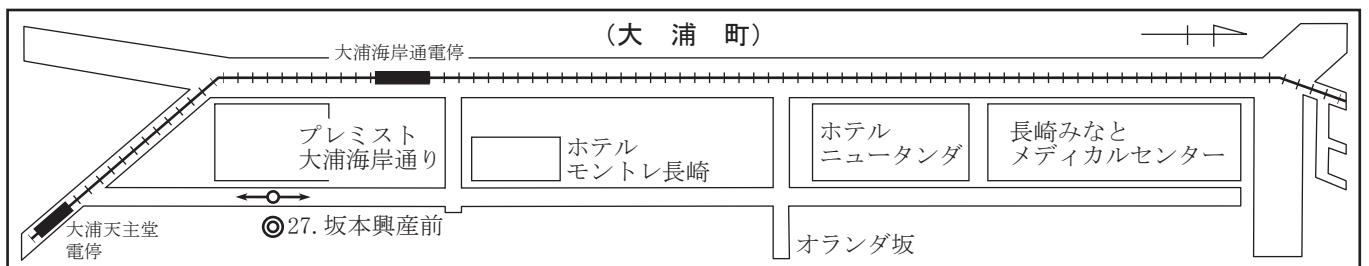 (大 浦 町)
大浦海岸通電停
プレミスト
大浦海岸通り
ホテル
モントレ長崎
ホテル
ニュータンダ
長崎みなと
メディカルセンター
大浦天主堂
電停
◎27. 坂本興産前
オランダ坂